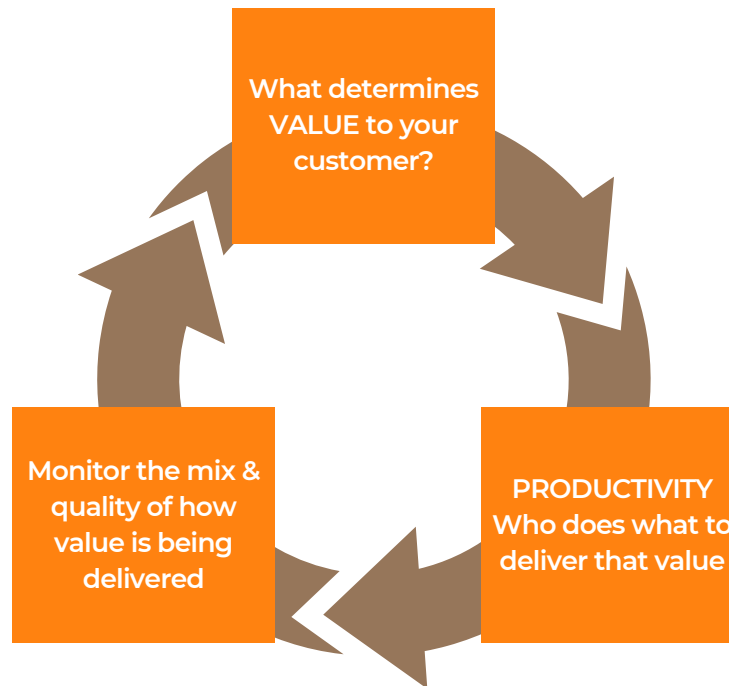 What determines
VALUE to your
customer?
PRODUCTIVITY
Who does what to
deliver that value
Monitor the mix &
quality of how
value is being
delivered